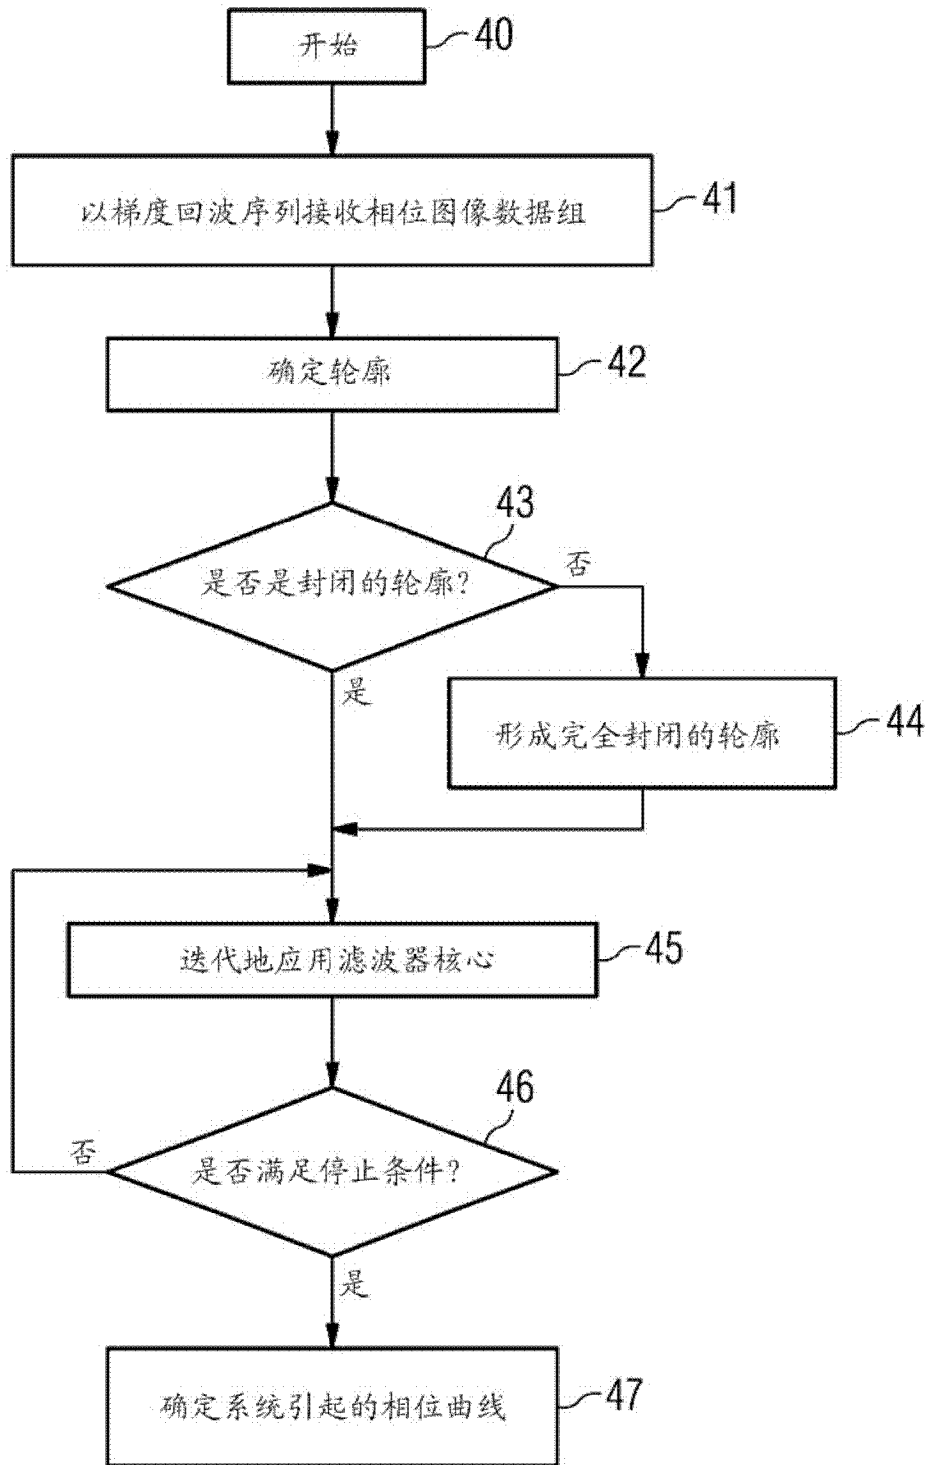 开始
40
以梯度回波序列接收相位图像数据组
41
确定轮廓
42
43
是否是封闭的轮廓?
否
是
形成完全封闭的轮廓
44
迭代地应用滤波器核心
45
46
否
是否满足停止条件?
是
确定系统引起的相位曲线
47